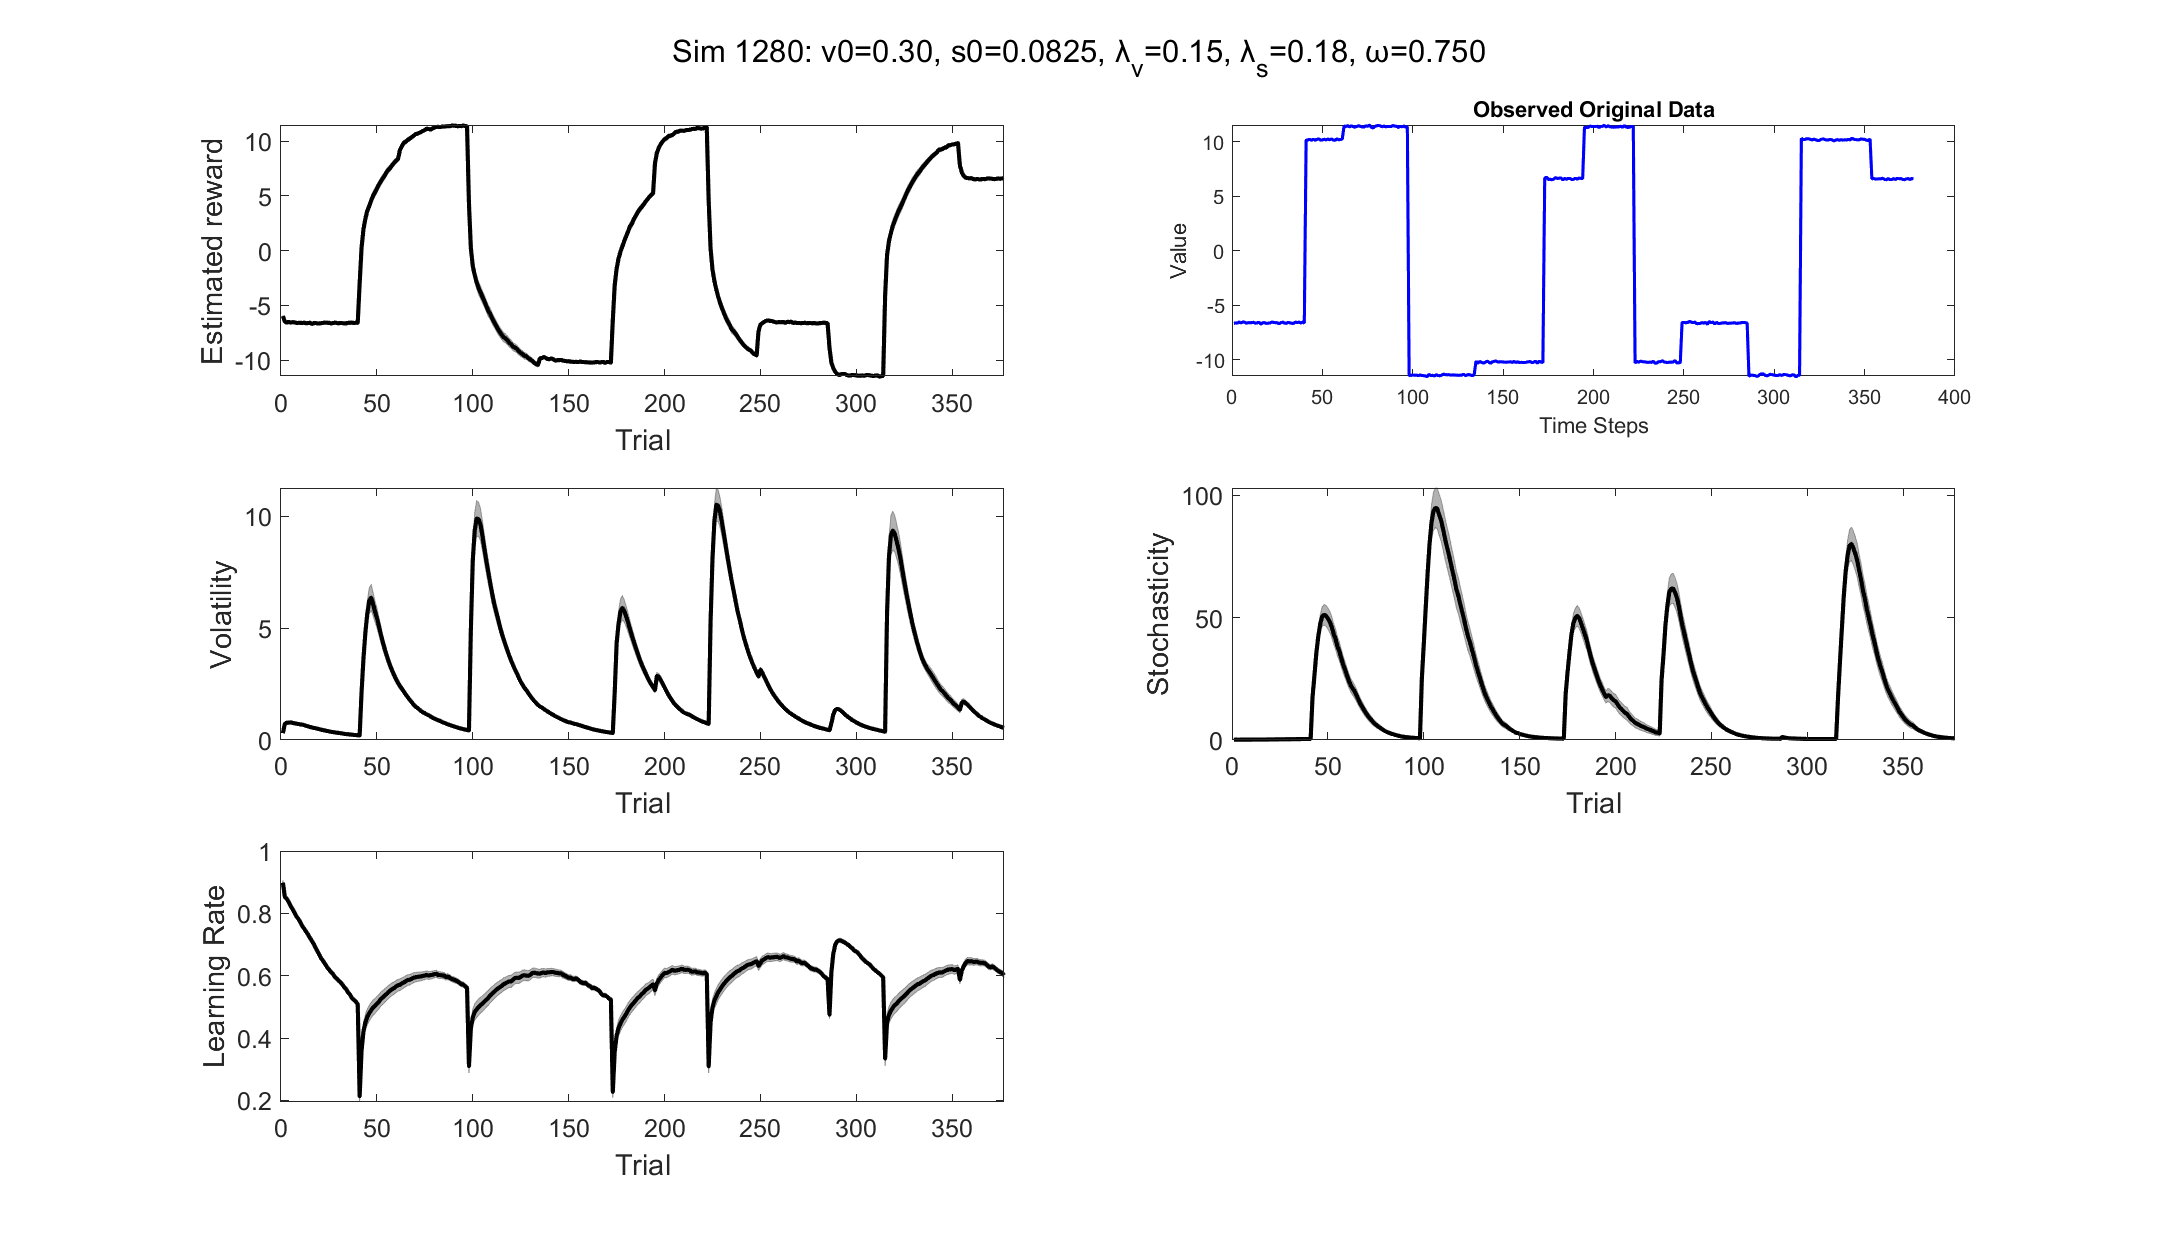 Sim 1280: v0=0.30, s0=0.0825, λ_v=0.15, λ_s=0.18, ω=0.750
Estimated reward
10
5
0
-5
-10
0 50 100 150 200 250 300 350
Trial
Observed Original Data
Value
10
5
0
-5
-10
0 50 100 150 200 250 300 350 400
Time Steps
Volatility
10
5
0
0 50 100 150 200 250 300 350
Trial
Stochasticity
100
50
0
0 50 100 150 200 250 300 350
Trial
Learning Rate
1
0.8
0.6
0.4
0.2
0 50 100 150 200 250 300 350
Trial